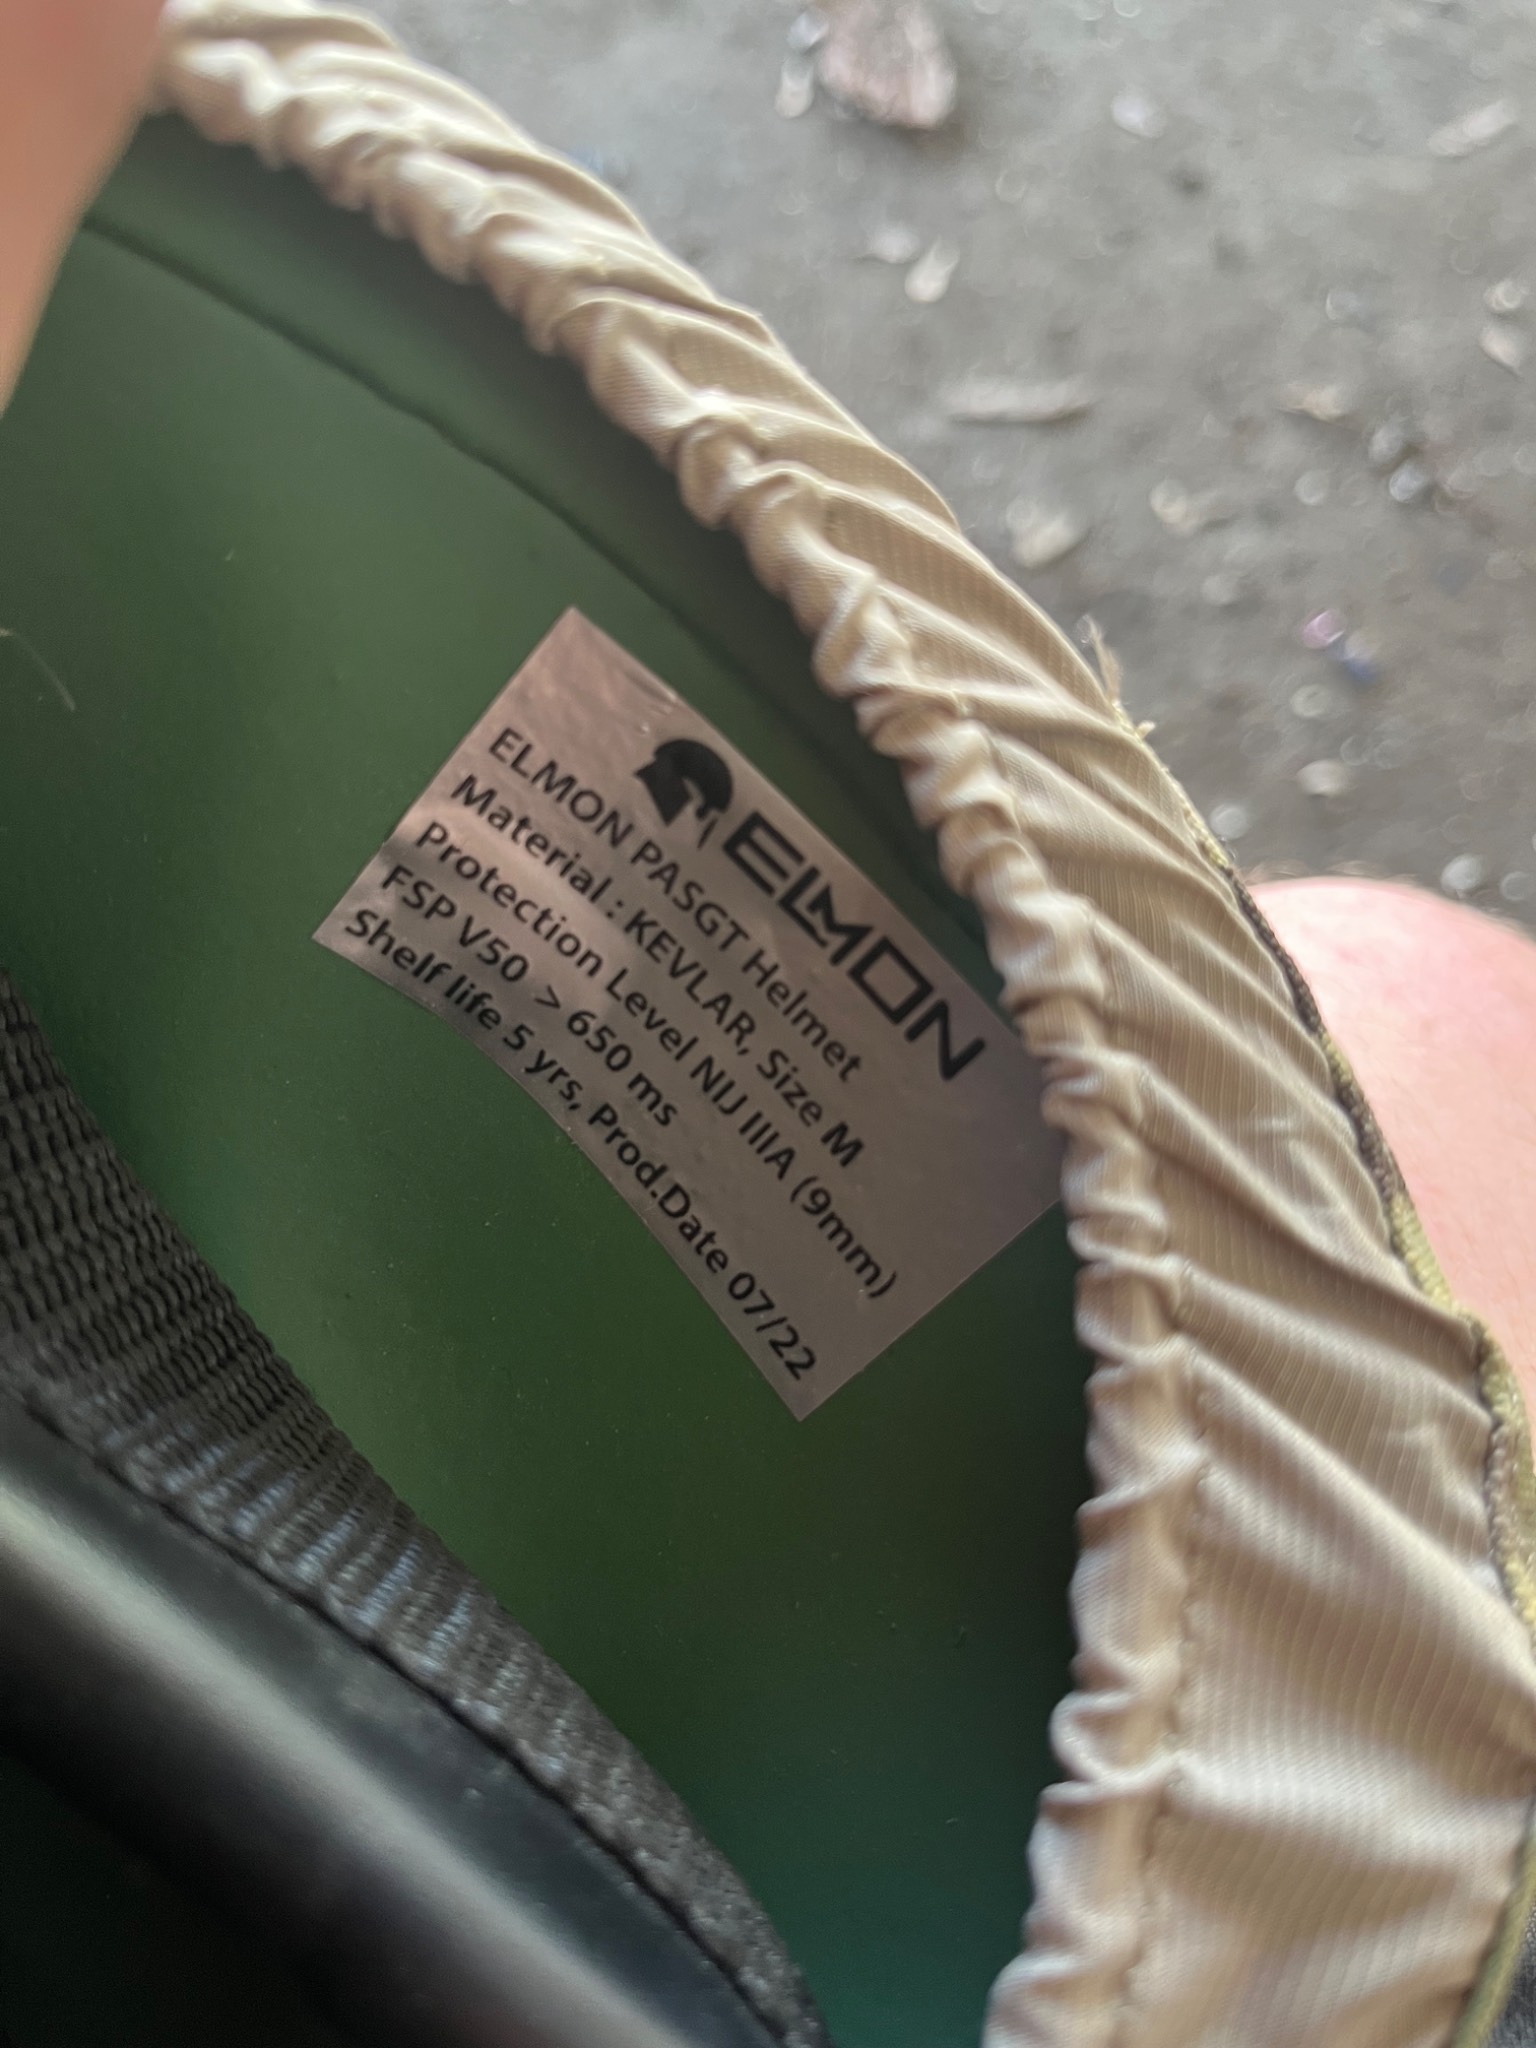 ELMON
ELMON PASGT Helmet
Material : KEVLAR, Size M
Protection Level NIJ IIIA (9mm)
FSP V50 > 650 ms
Shelf life 5 yrs, Prod.Date 07/22